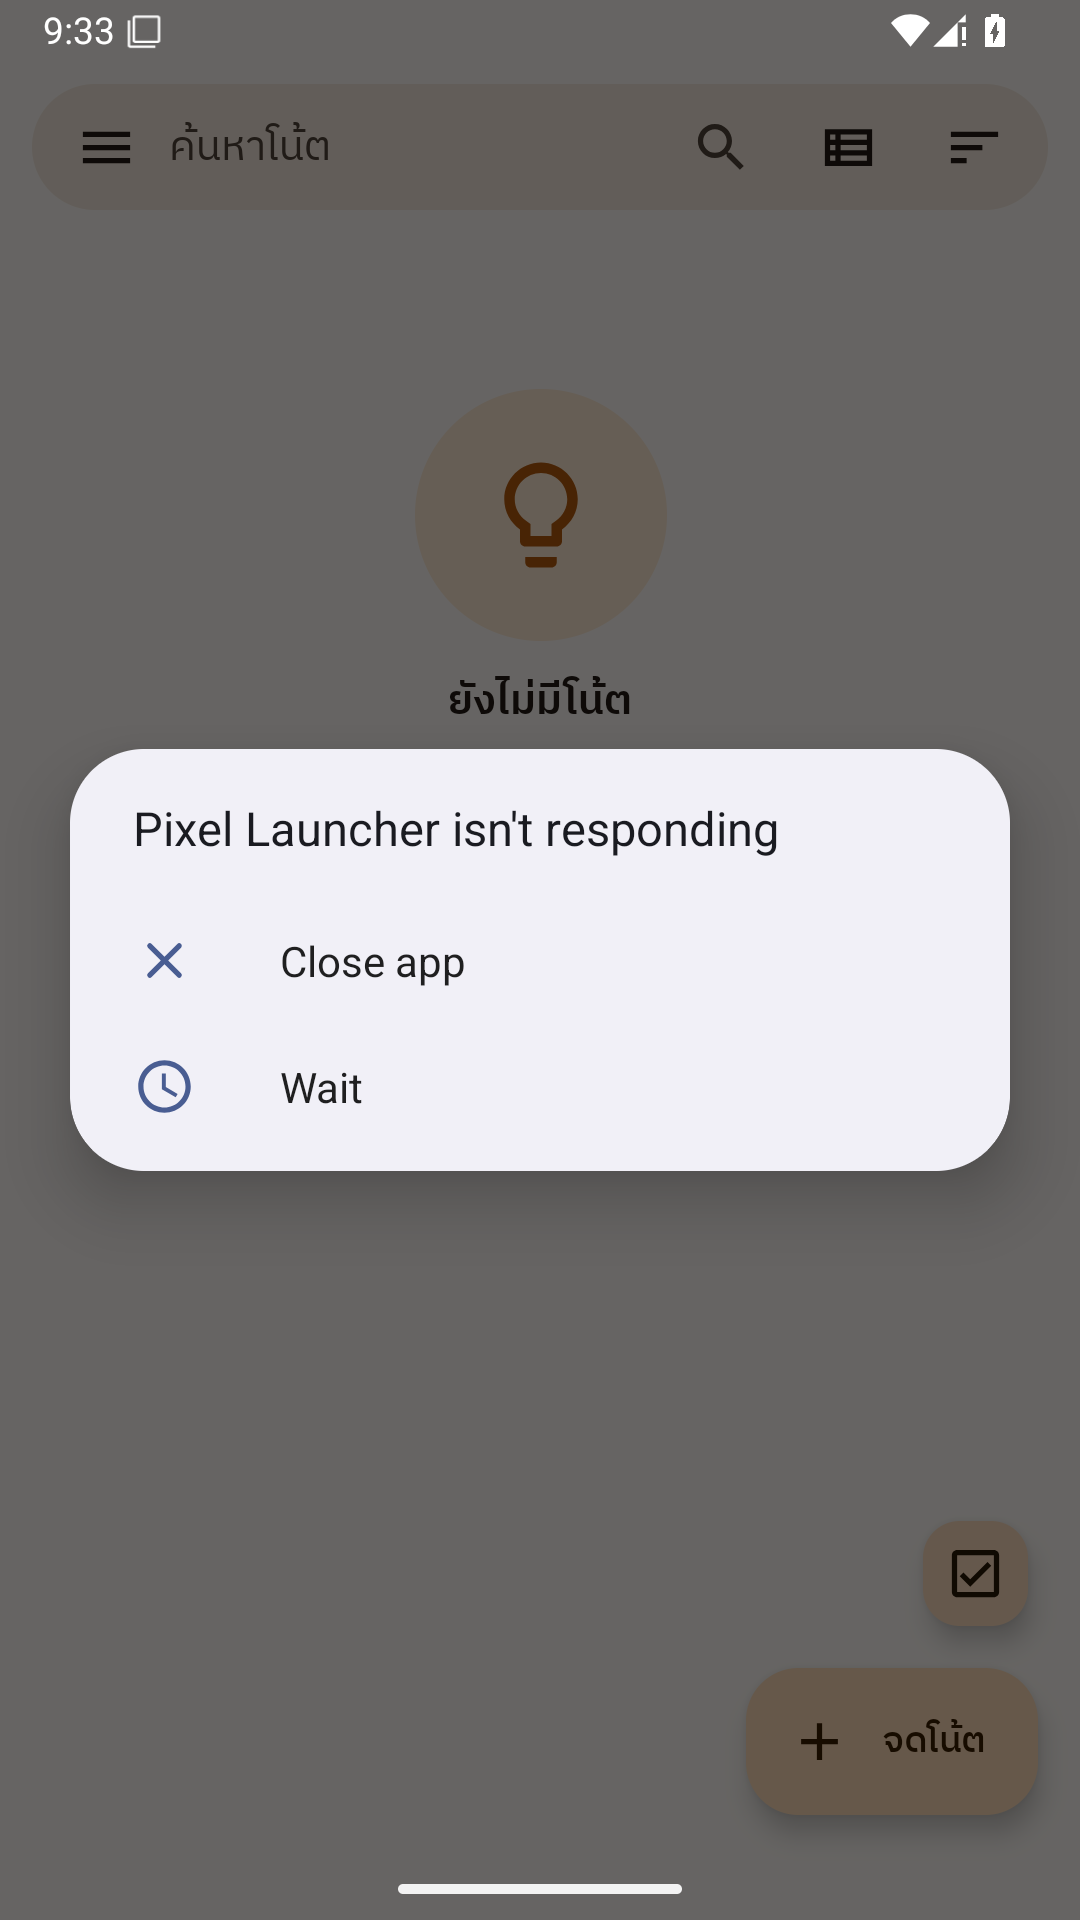 9:33
ค้นหาโน้ต
ยังไม่มีโน้ต
Pixel Launcher isn't responding
Close app
Wait
จดโน้ต